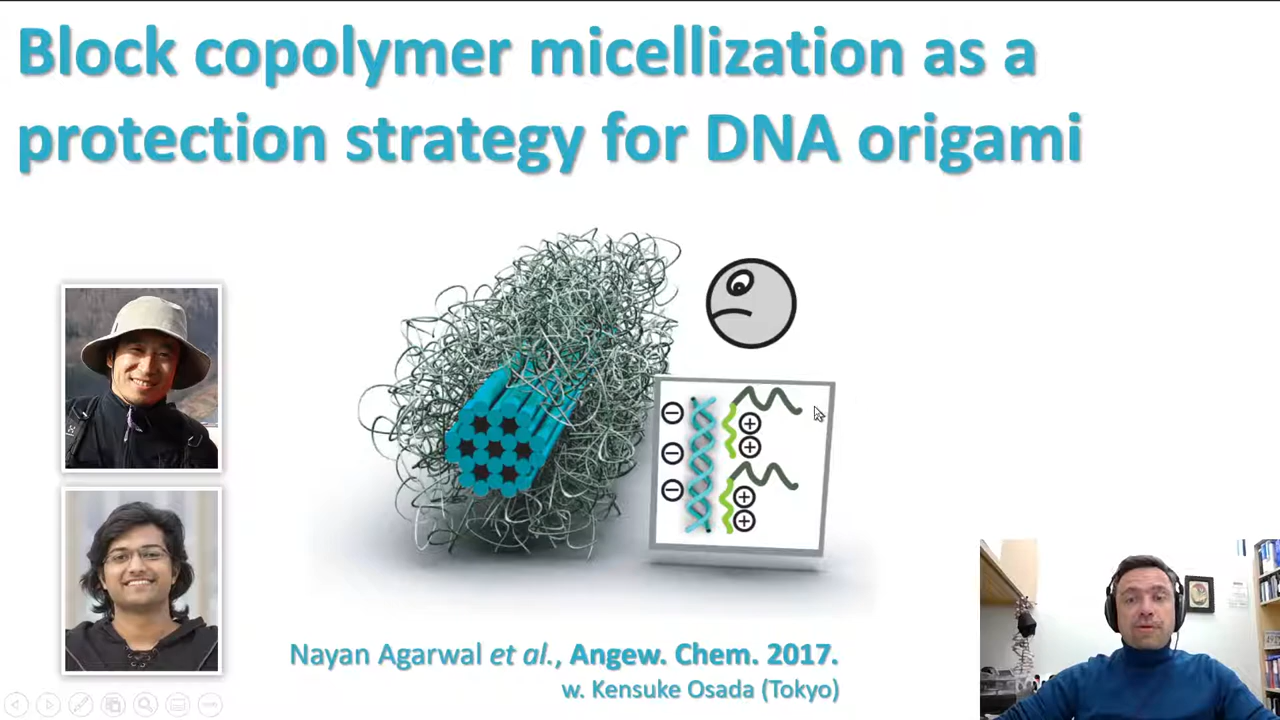 Block copolymer micellization as a
protection strategy for DNA origami
Nayan Agarwal et al., Angew. Chem. 2017.
w. Kensuke Osada (Tokyo)